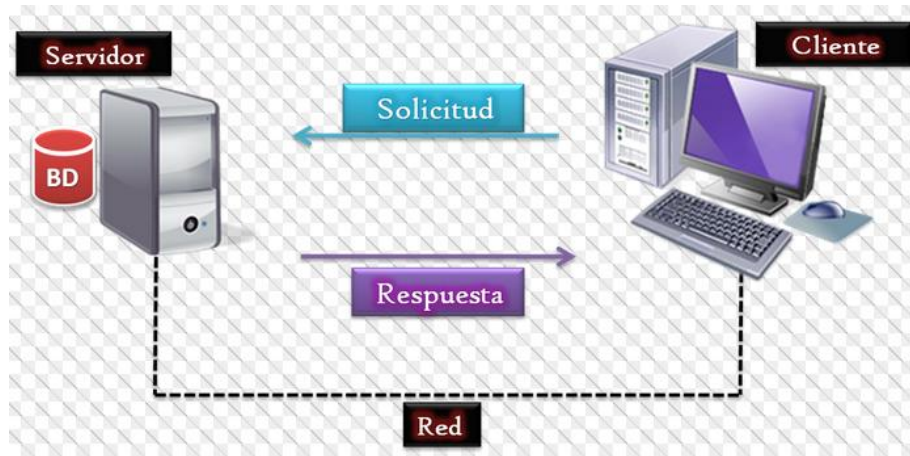 Servidor
Cliente
Solicitud
BD
Respuesta
Red